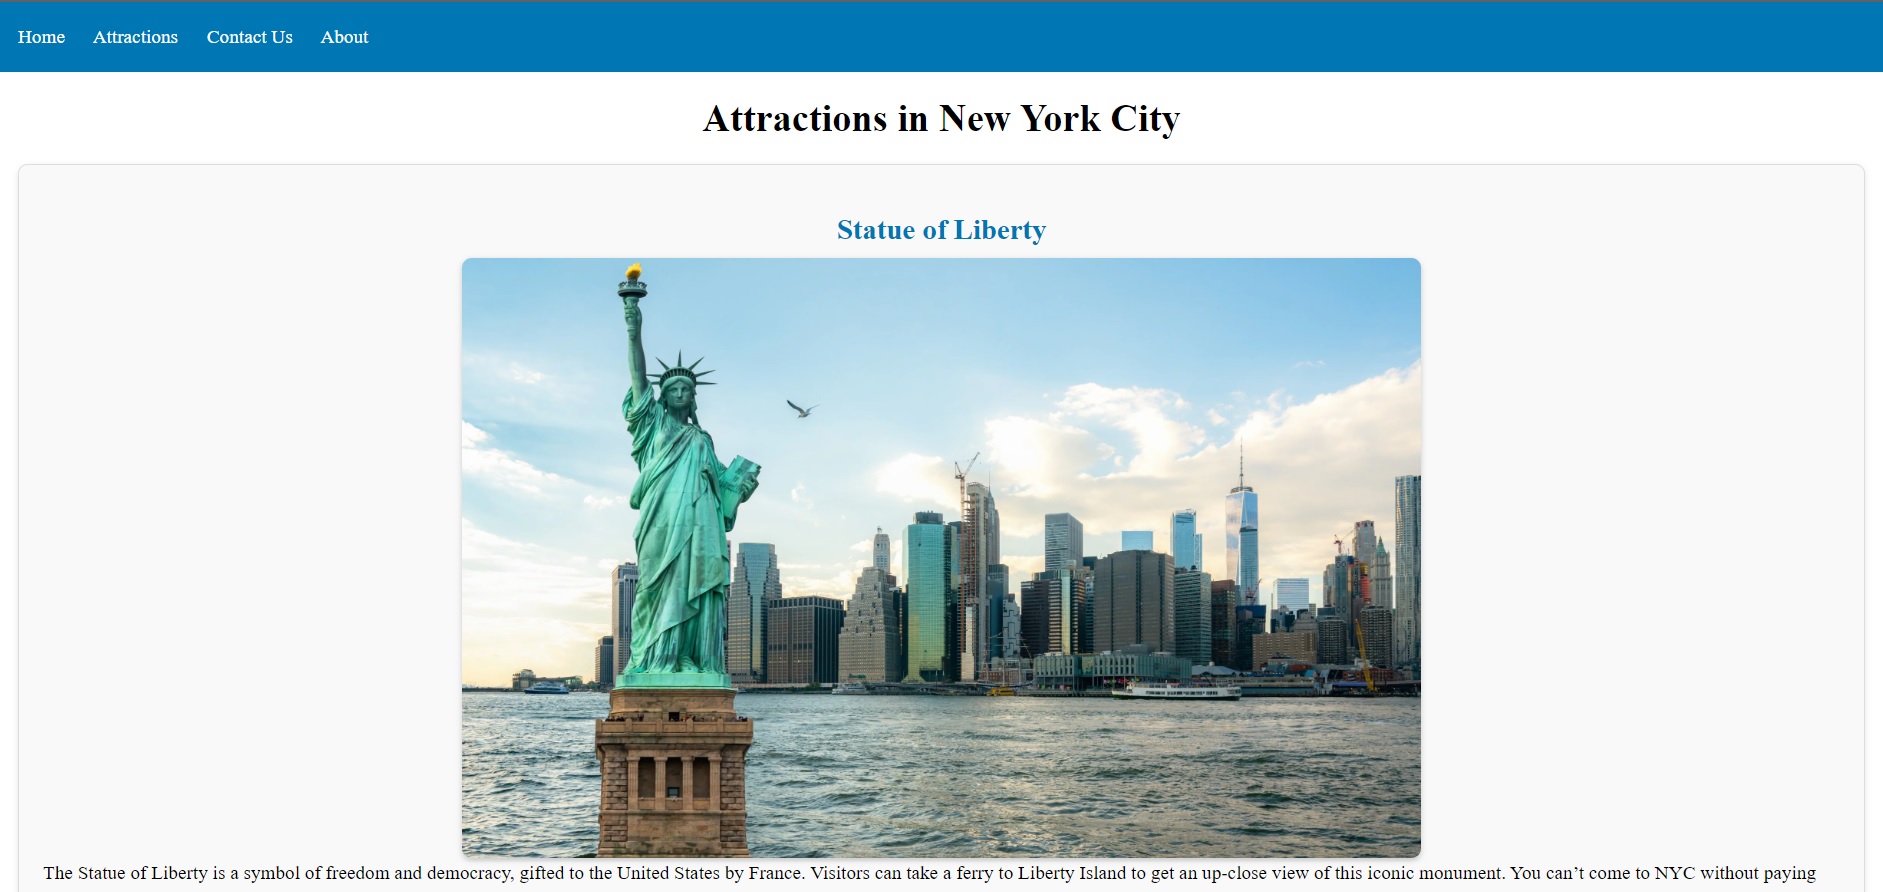 Home Attractions Contact Us About
Attractions in New York City
Statue of Liberty
The Statue of Liberty is a symbol of freedom and democracy, gifted to the United States by France. Visitors can take a ferry to Liberty Island to get an up-close view of this iconic monument. You can’t come to NYC without paying